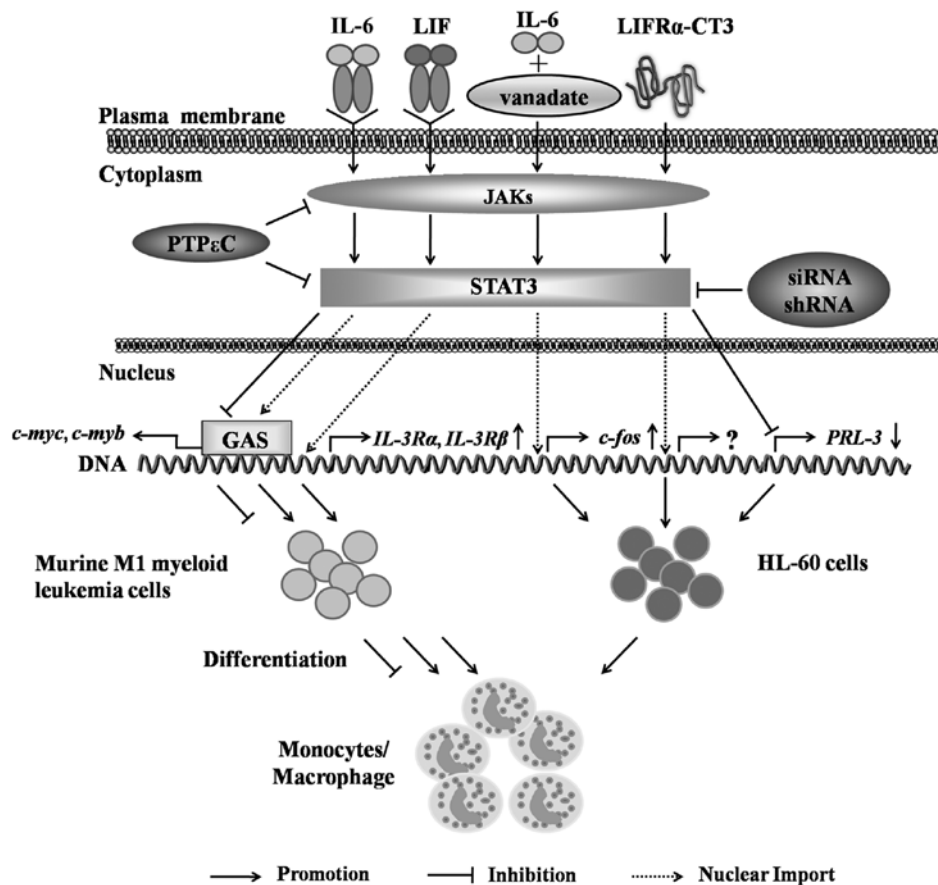 IL-6
LIF
IL-6
LIFRα-CT3
+
vanadate
Plasma membrane
Cytoplasm
JAKs
PTPεC
STAT3
siRNA
shRNA
Nucleus
c-myc, c-myb
GAS
IL-3Rα, IL-3Rβ
c-fos
?
PRL-3
DNA
Murine M1 myeloid
leukemia cells
HL-60 cells
Differentiation
Monocytes/
Macrophage
Promotion
Inhibition
Nuclear Import